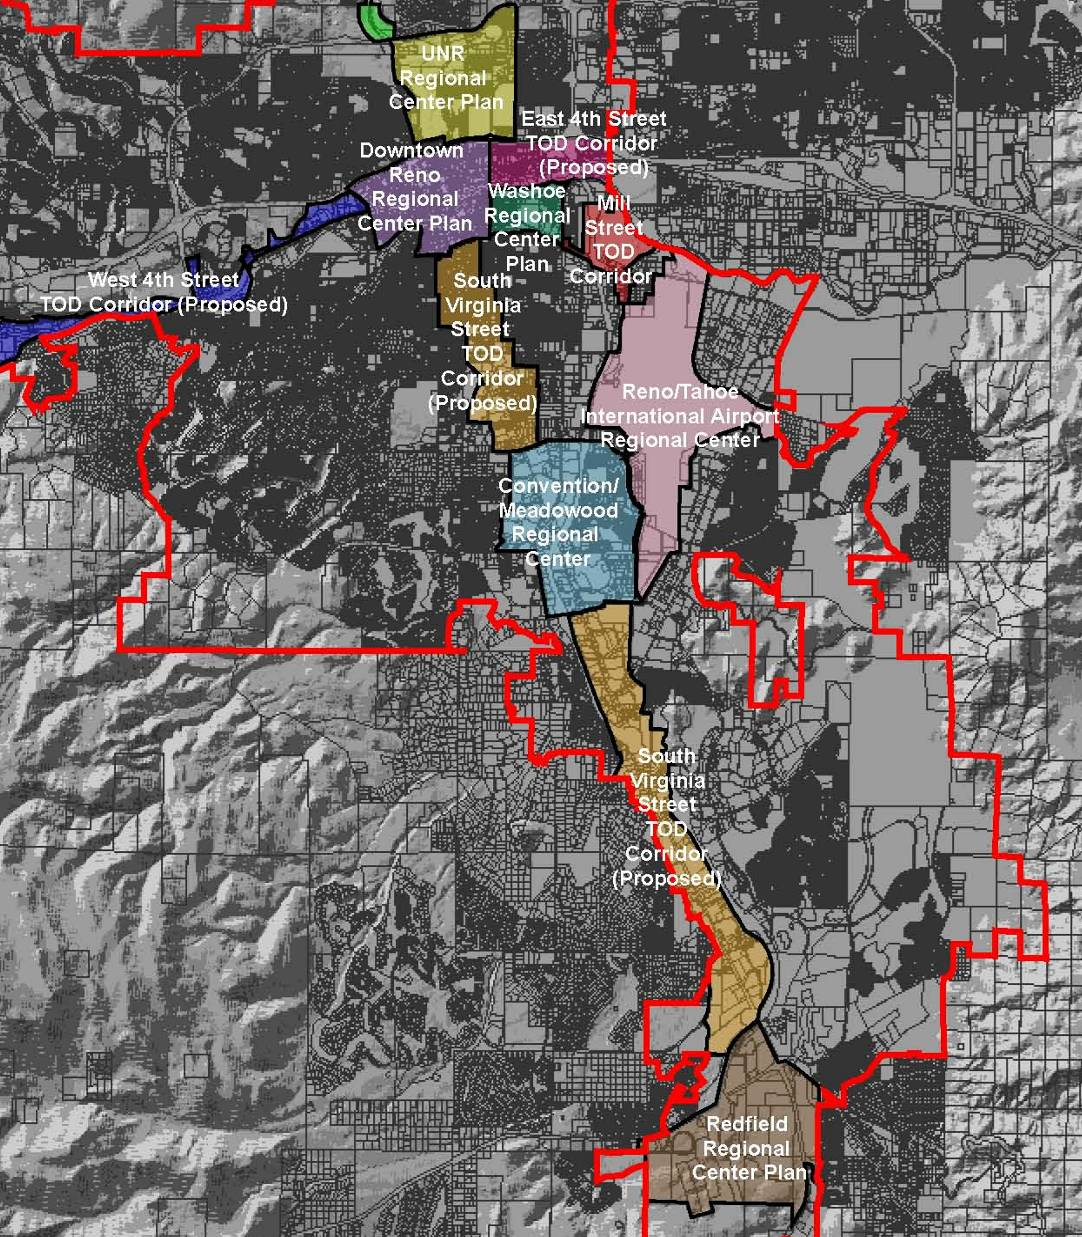 UNR
Regional
Center Plan
East 4th Street
TOD Corridor
(Proposed)
Downtown
Reno
Regional
Center Plan
Washoe
Regional
Center
Plan
Mill
Street
TOD
Corridor
West 4th Street
TOD Corridor (Proposed)
South
Virginia
Street
TOD
Corridor
(Proposed)
Reno/Tahoe
International Airport
Regional Center
Convention/
Meadowood
Regional
Center
South
Virginia
Street
TOD
Corridor
(Proposed)
Redfield
Regional
Center Plan